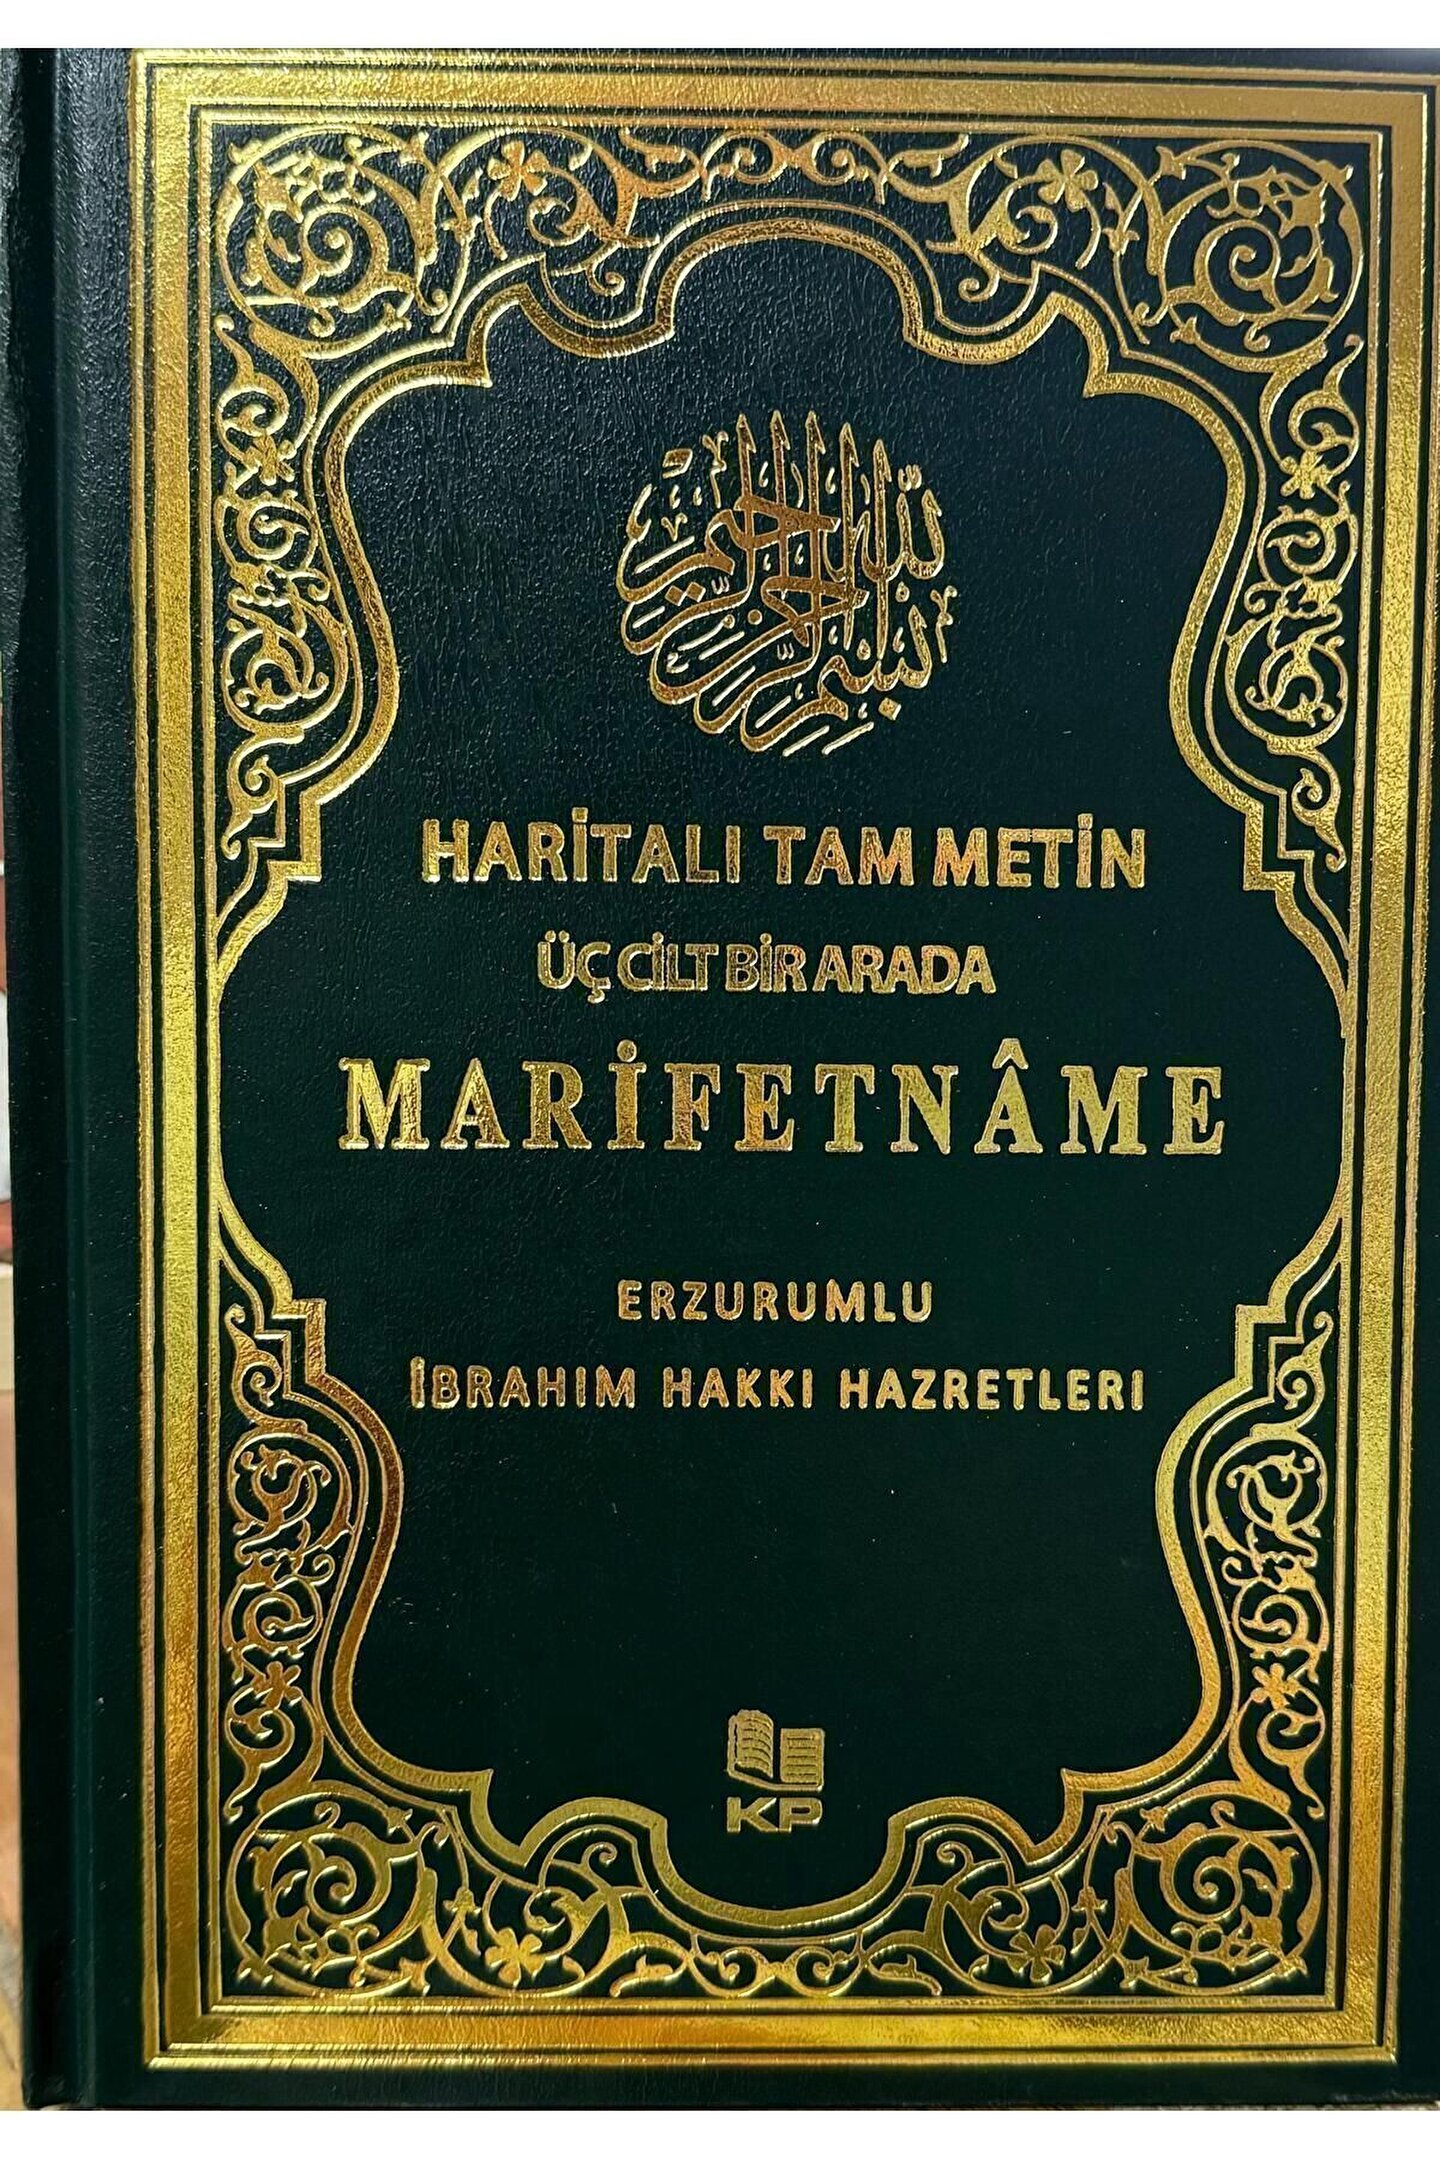 بسم الله الرحمن الرحيم
HARİTALI TAM METİN
ÜÇ CİLT BİR ARADA
MARİFETNÂME
ERZURUMLU
İBRAHIM HAKKI HAZRETLERI
KP